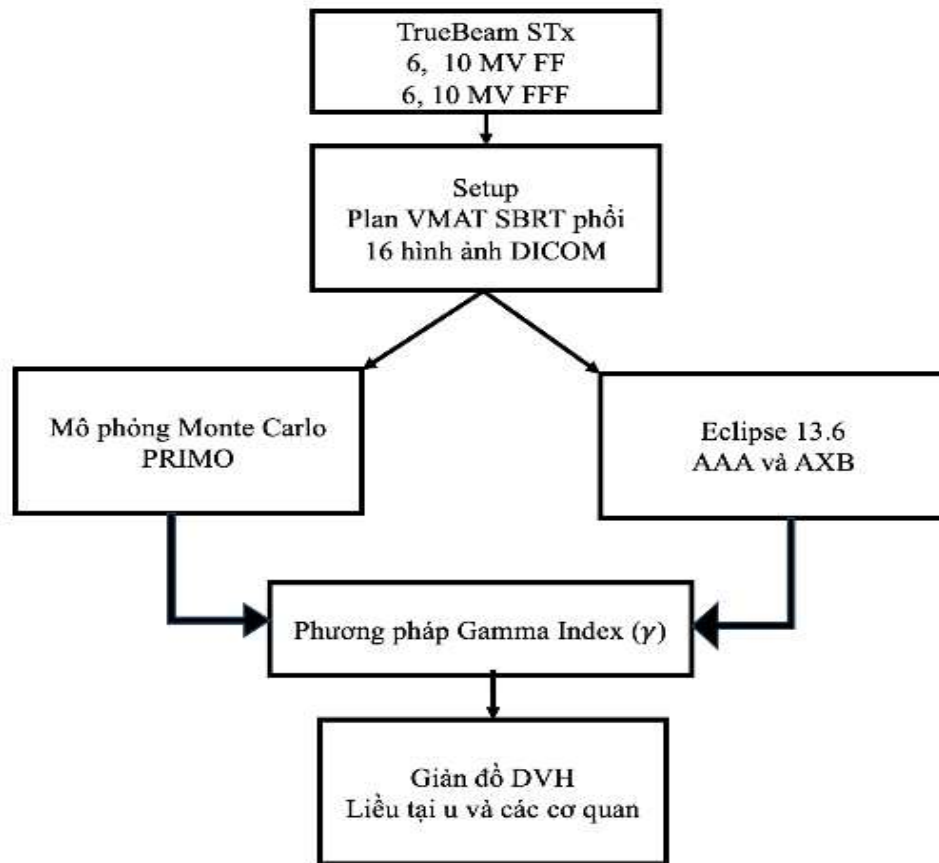 TrueBeam STx
6, 10 MV FF
6, 10 MV FFF
Setup
Plan VMAT SBRT phổi
16 hình ảnh DICOM
Mô phỏng Monte Carlo
PRIMO
Eclipse 13.6
AAA và AXB
Phương pháp Gamma Index (γ)
Giản đồ DVH
Liều tại u và các cơ quan